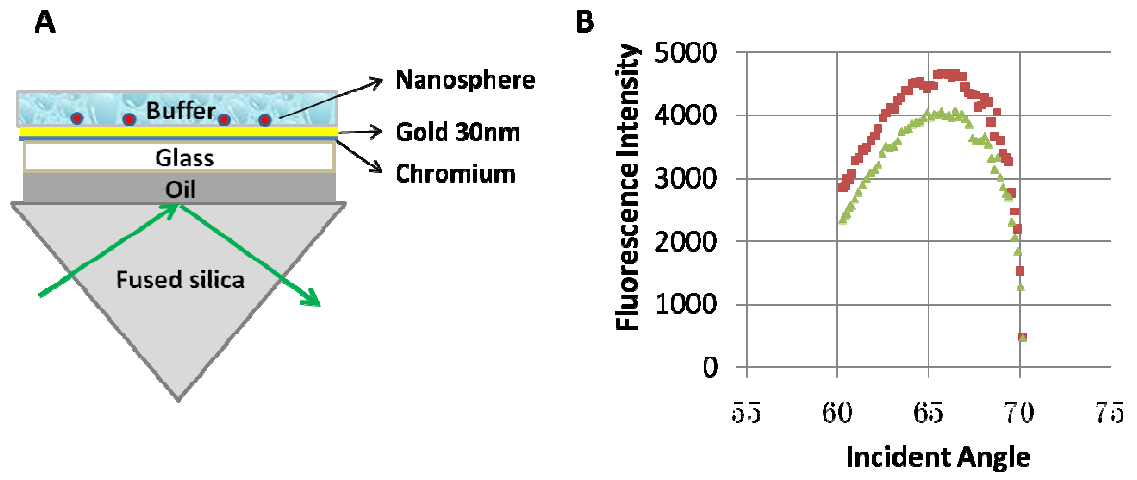 A
Nanosphere
Buffer
Gold 30nm
Glass
Chromium
Oil
Fused silica
B
Fluorescence Intensity
5000
4000
3000
2000
1000
0
55 60 65 70 75
Incident Angle